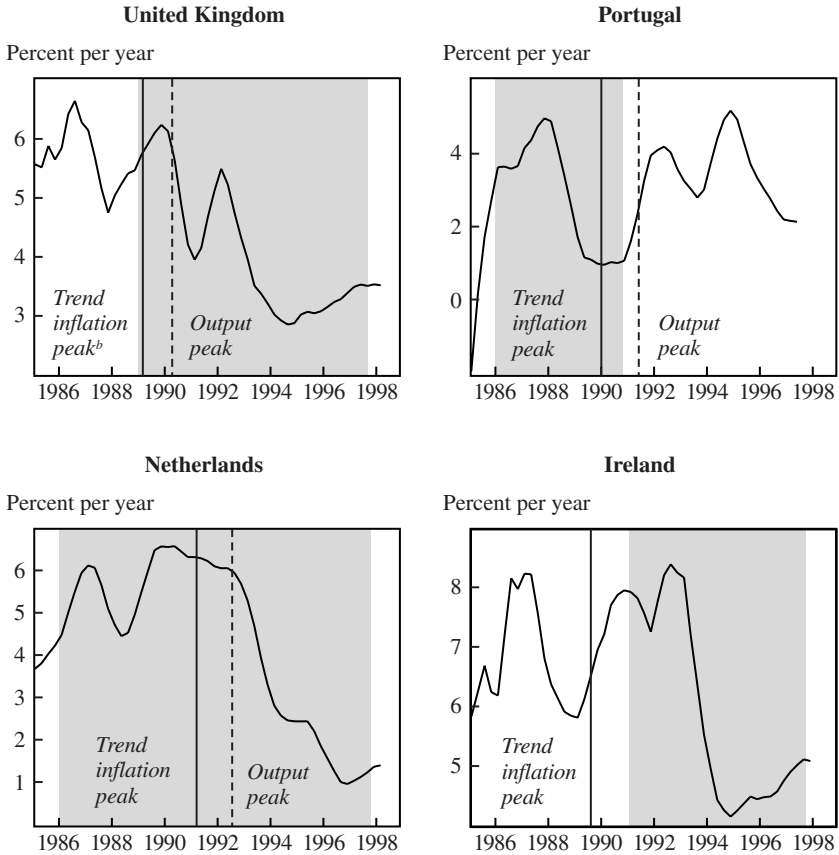 United Kingdom
Percent per year
6
5
4
3
Trend
inflation
peakᵇ
Output
peak
1986 1988 1990 1992 1994 1996 1998
Portugal
Percent per year
4
2
0
Trend
inflation
peak
Output
peak
1986 1988 1990 1992 1994 1996 1998
Netherlands
Percent per year
6
5
4
3
2
1
Trend
inflation
peak
Output
peak
1986 1988 1990 1992 1994 1996 1998
Ireland
Percent per year
8
7
6
5
Trend
inflation
peak
1986 1988 1990 1992 1994 1996 1998